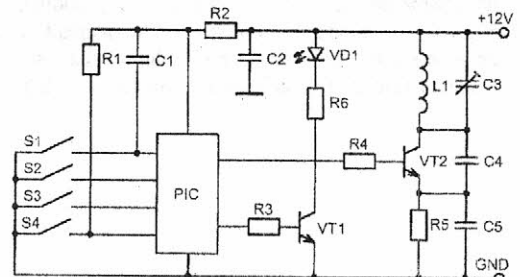 R2
+12V
R1
C1
C2
VD1
L1
C3
R6
S1
R4
S2
PIC
VT2
C4
S3
S4
R3
VT1
R5
C5
GND